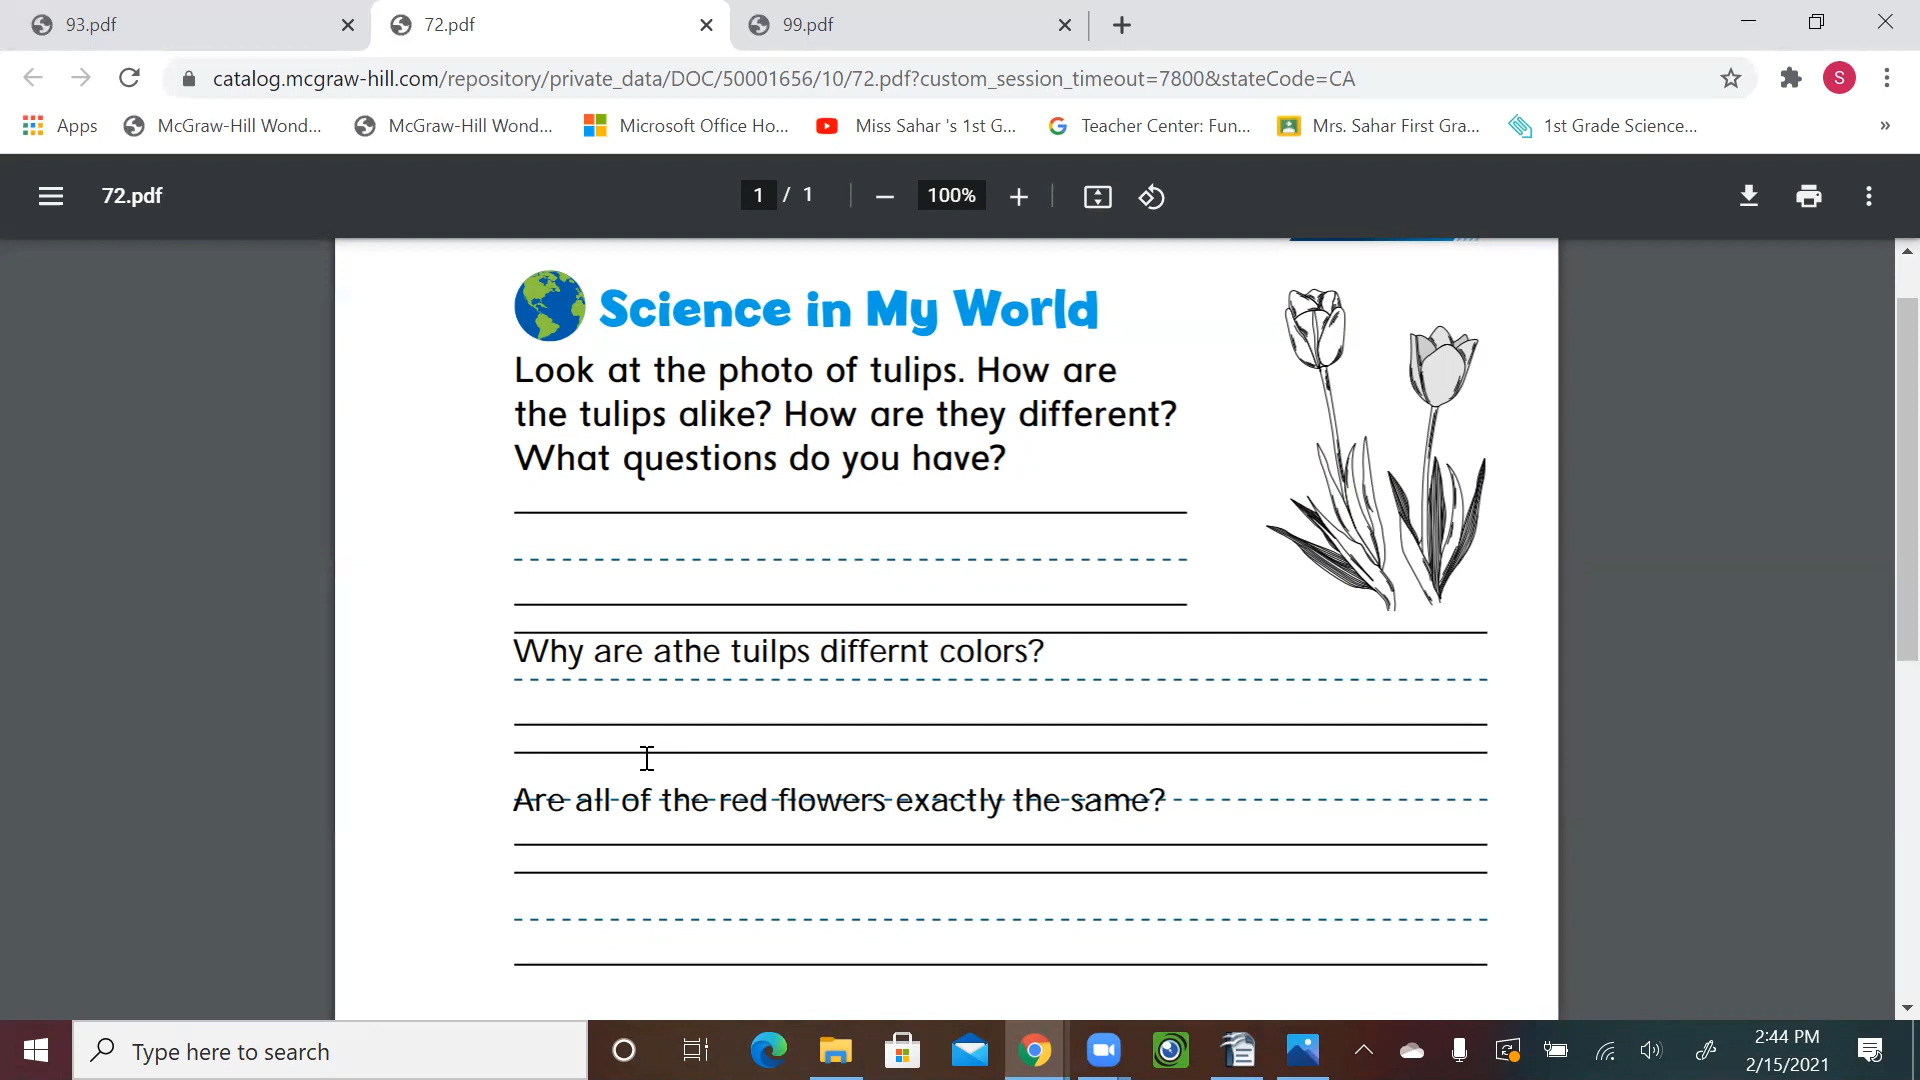 93.pdf
72.pdf
99.pdf
catalog.mcgraw-hill.com/repository/private_data/DOC/50001656/10/72.pdf?custom_session_timeout=7800&stateCode=CA
S
Apps
McGraw-Hill Wond...
McGraw-Hill Wond...
Microsoft Office Ho...
Miss Sahar 's 1st G...
Teacher Center: Fun...
Mrs. Sahar First Gra...
1st Grade Science...
»
72.pdf
1 / 1
100%
Science in My World
Look at the photo of tulips. How are
the tulips alike? How are they different?
What questions do you have?
Why are athe tuilps differnt colors?
Are all of the red flowers exactly the same?
Type here to search
2:44 PM
2/15/2021